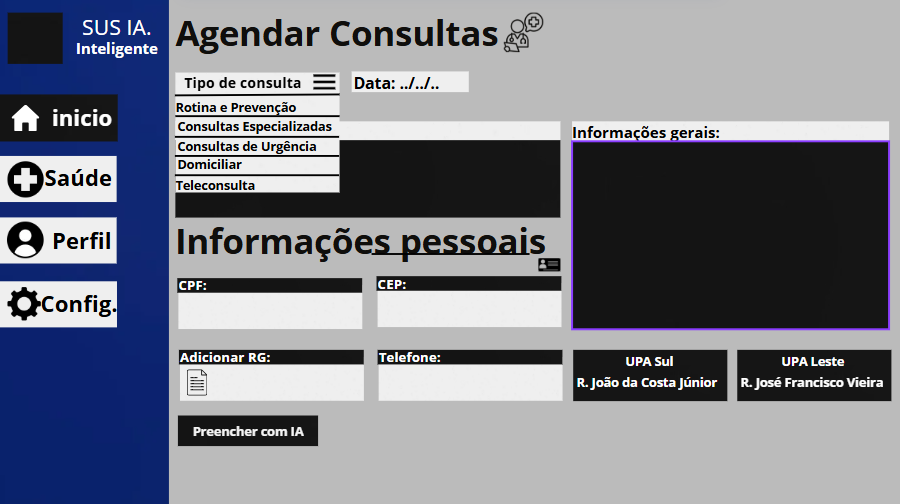 SUS IA.
Inteligente
inicio
Saúde
Perfil
Config.
Agendar Consultas
Tipo de consulta
Data: ../../..
Rotina e Prevenção
Consultas Especializadas
Consultas de Urgência
Domiciliar
Teleconsulta
Informações gerais:
Informações pessoais
CPF:
CEP:
Adicionar RG:
Telefone:
UPA Sul
R. João da Costa Júnior
UPA Leste
R. José Francisco Vieira
Preencher com IA